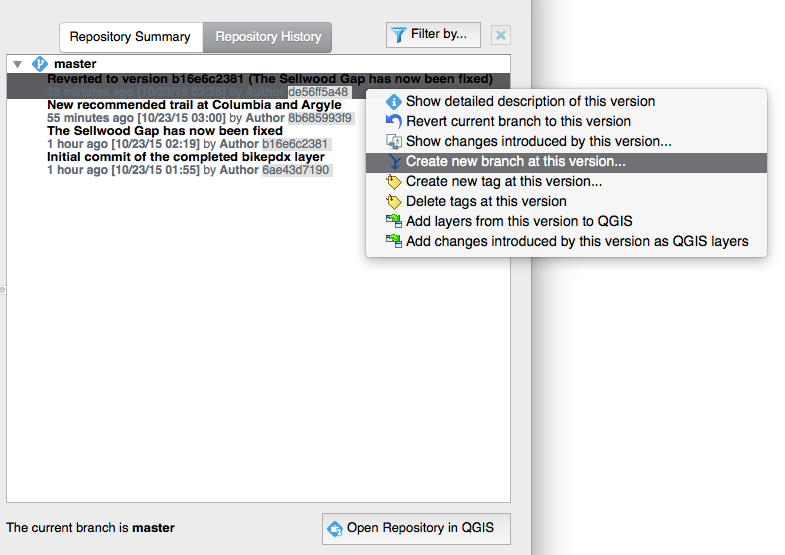 Repository Summary
Repository History
Filter by...
master
Reverted to version b16e6c2381 (The Sellwood Gap has now been fixed)
28 minutes ago [10/23/15 03:26] by Author de56ff5a48
New recommended trail at Columbia and Argyle
55 minutes ago [10/23/15 03:00] by Author 8b685993f9
The Sellwood Gap has now been fixed
1 hour ago [10/23/15 02:19] by Author b16e6c2381
Initial commit of the completed bikepdx layer
1 hour ago [10/23/15 01:55] by Author 6ae43d7190
Show detailed description of this version
Revert current branch to this version
Show changes introduced by this version...
Create new branch at this version...
Create new tag at this version...
Delete tags at this version
Add layers from this version to QGIS
Add changes introduced by this version as QGIS layers
The current branch is master
Open Repository in QGIS